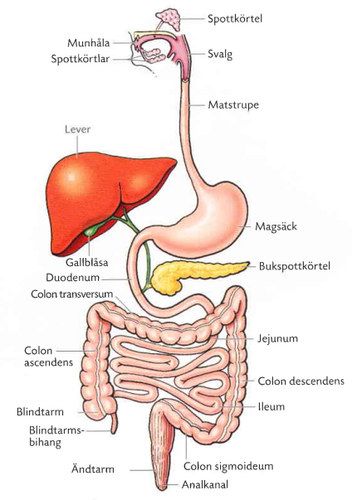 Spottkörtel
Munhåla
Spottkörtlar
Svalg
Matstrupe
Lever
Magsäck
Gallblåsa
Bukspottkörtel
Duodenum
Colon transversum
Jejunum
Colon
ascendens
Colon descendens
Ileum
Blindtarm
Blindtarms-
bihang
Colon sigmoideum
Ändtarm
Analkanal